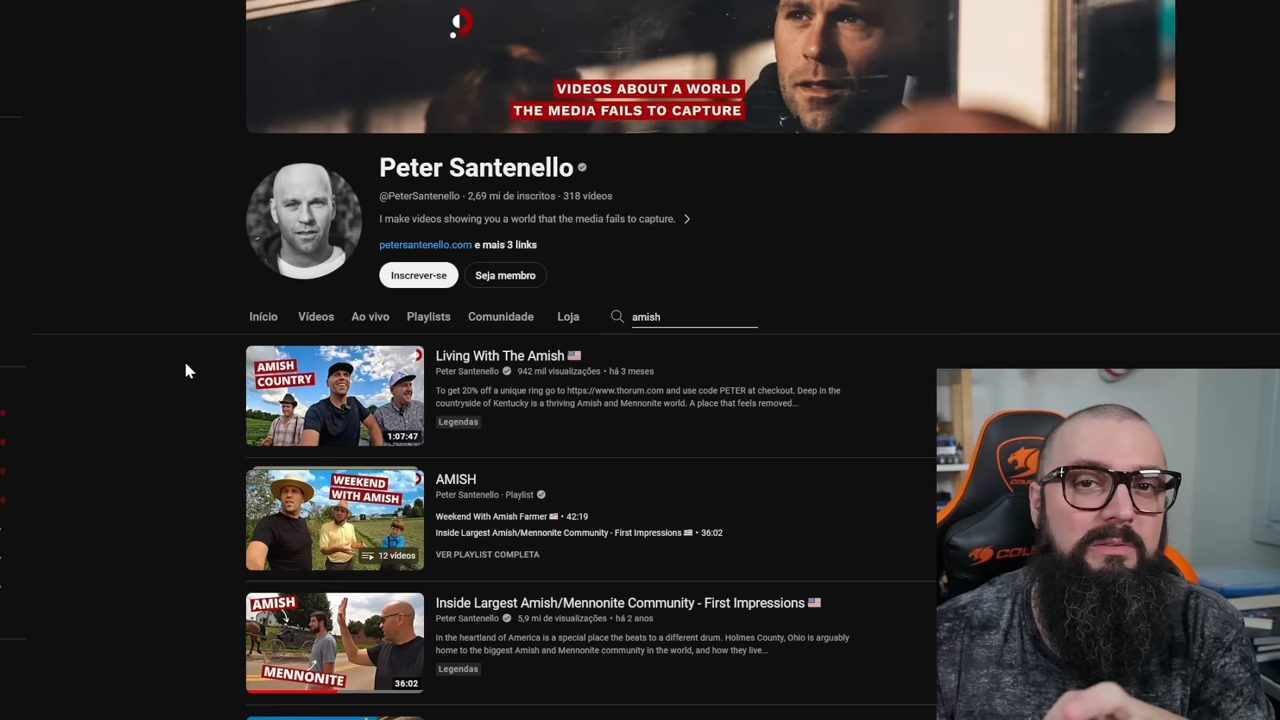 VIDEOS ABOUT A WORLD
THE MEDIA FAILS TO CAPTURE
Peter Santenello
@PeterSantenello · 2,69 mi de inscritos · 318 vídeos
I make videos showing you a world that the media fails to capture.
petersantenello.com e mais 3 links
Inscrever-se
Seja membro
Início Vídeos Ao vivo Playlists Comunidade Loja amish
AMISH
COUNTRY
1:07:47
Living With The Amish 🇺🇸
Peter Santenello 942 mil visualizações • há 3 meses
To get 20% off a unique ring go to https://www.thorum.com and use code PETER at checkout. Deep in the
countryside of Kentucky is a thriving Amish and Mennonite world. A place that feels removed...
Legendas
WEEKEND
WITH AMISH
12 vídeos
AMISH
Peter Santenello · Playlist
Weekend With Amish Farmer 🇺🇸 • 42:19
Inside Largest Amish/Mennonite Community - First Impressions 🇺🇸 • 36:02
VER PLAYLIST COMPLETA
AMISH
MENNONITE
36:02
Inside Largest Amish/Mennonite Community - First Impressions 🇺🇸
Peter Santenello 5,9 mi de visualizações • há 2 anos
In the heartland of America is a special place the beats to a different drum. Holmes County, Ohio is arguably
home to the biggest Amish and Mennonite community in the world, and how they live...
Legendas